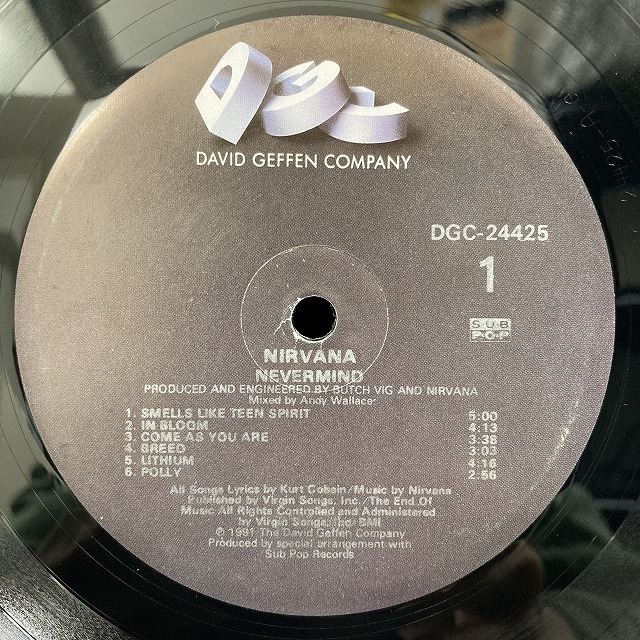 DGC
DAVID GEFFEN COMPANY
DGC-24425
1
SUB
POP
NIRVANA
NEVERMIND
PRODUCED AND ENGINEERED BY BUTCH VIG AND NIRVANA
Mixed by Andy Wallace
1. SMELLS LIKE TEEN SPIRIT 5:00
2. IN BLOOM 4:13
3. COME AS YOU ARE 3:38
4. BREED 3:03
5. LITHIUM 4:16
6. POLLY 2:56
All Songs Lyrics by Kurt Cobain/Music by Nirvana
Published by Virgin Songs, Inc./The End Of
Music All Rights Controlled and Administered
by Virgin Songs, Inc. BMI
℗ 1991 The David Geffen Company
Produced by special arrangement with
Sub Pop Records